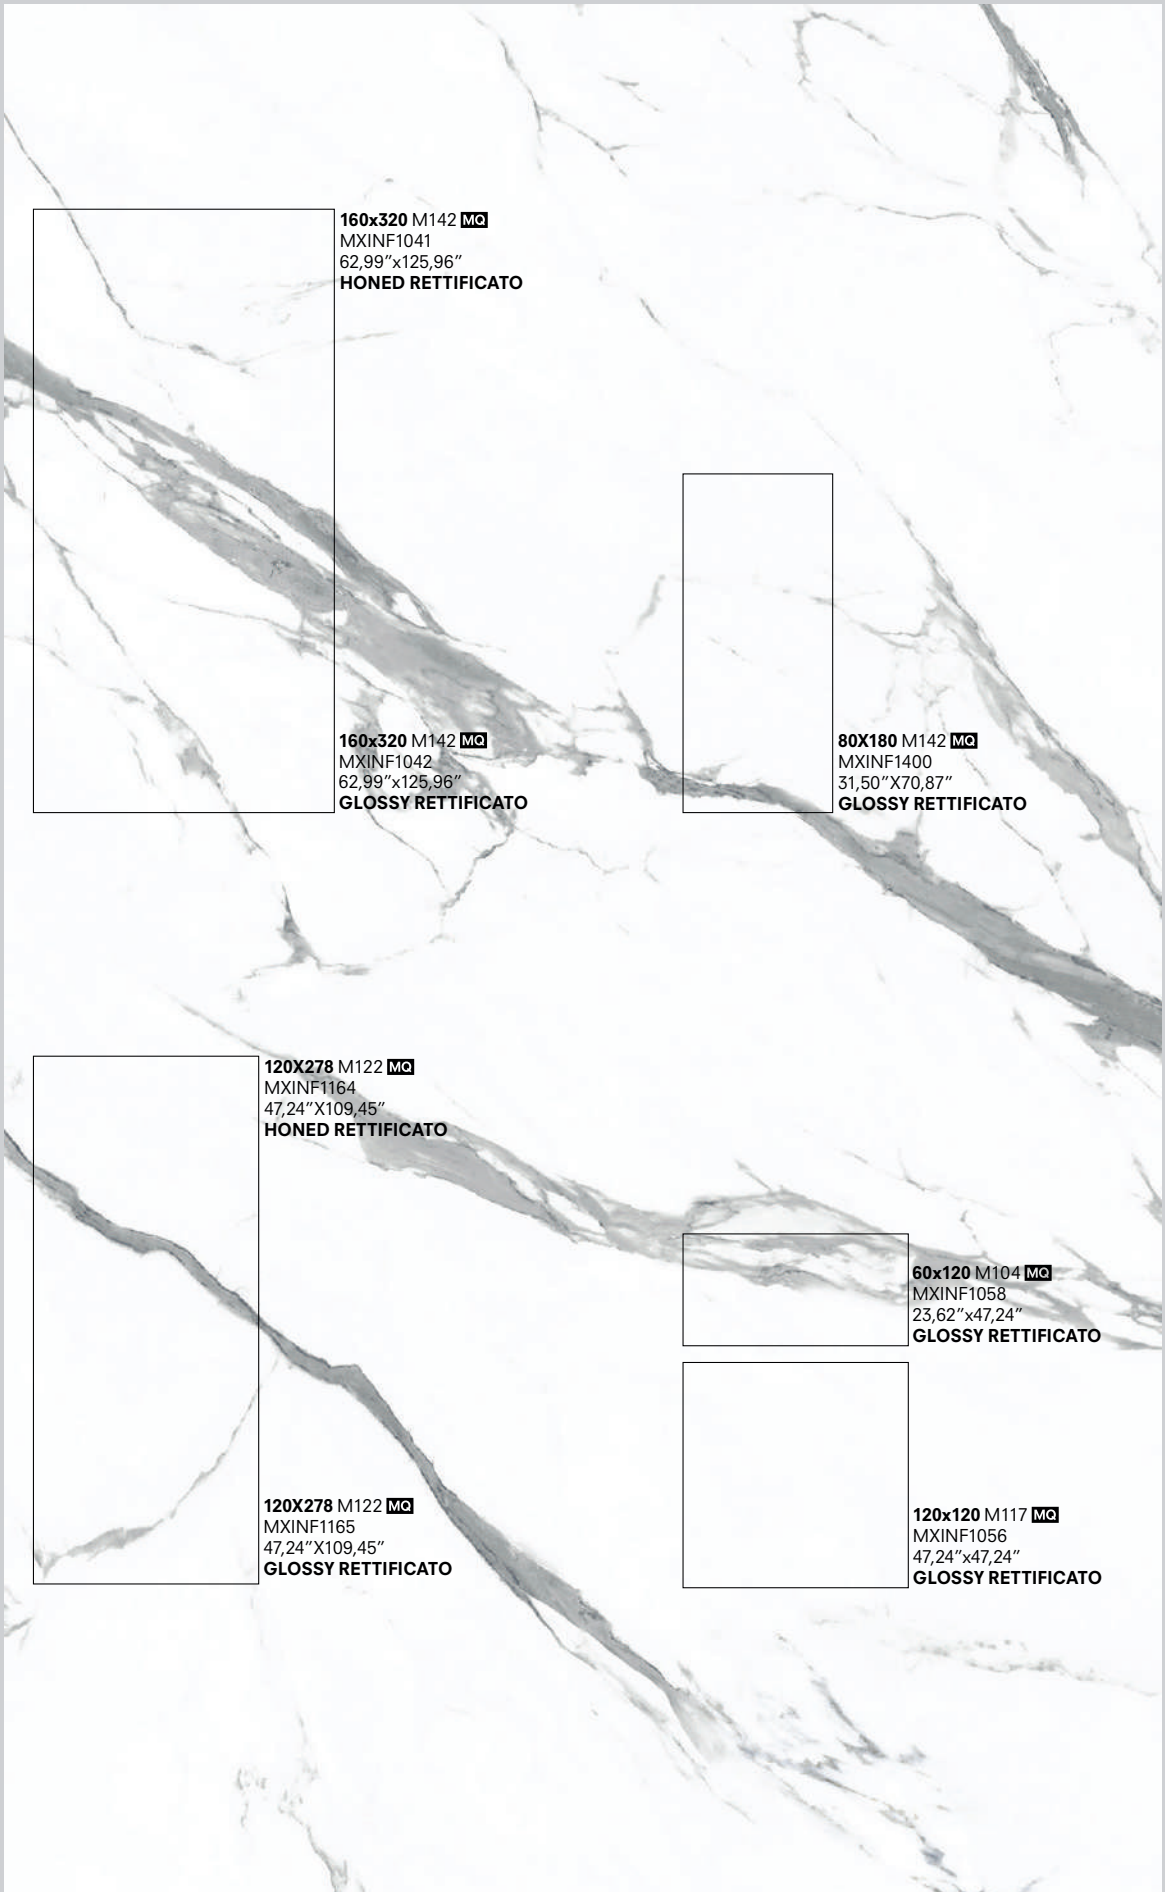 160x320 M142 MQ
MXINF1041
62,99”x125,96”
HONED RETTIFICATO
160x320 M142 MQ
MXINF1042
62,99”x125,96”
GLOSSY RETTIFICATO
80X180 M142 MQ
MXINF1400
31,50”X70,87”
GLOSSY RETTIFICATO
120X278 M122 MQ
MXINF1164
47,24”X109,45”
HONED RETTIFICATO
60x120 M104 MQ
MXINF1058
23,62”x47,24”
GLOSSY RETTIFICATO
120X278 M122 MQ
MXINF1165
47,24”X109,45”
GLOSSY RETTIFICATO
120x120 M117 MQ
MXINF1056
47,24”x47,24”
GLOSSY RETTIFICATO